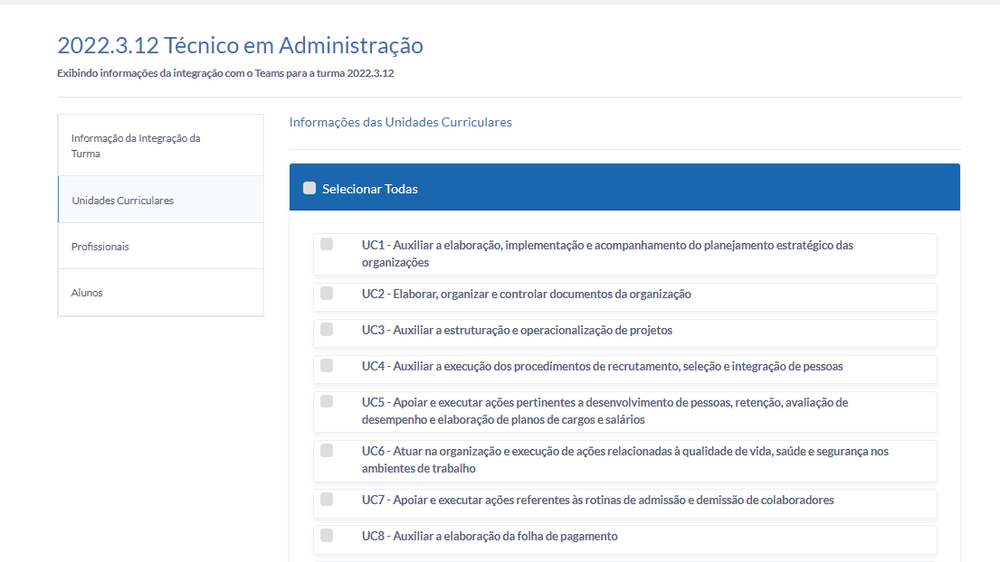 2022.3.12 Técnico em Administração
Exibindo informações da integração com o Teams para a turma 2022.3.12
Informação da Integração da
Turma
Unidades Curriculares
Profissionais
Alunos
Informações das Unidades Curriculares
Selecionar Todas
UC1 - Auxiliar a elaboração, implementação e acompanhamento do planejamento estratégico das
organizações
UC2 - Elaborar, organizar e controlar documentos da organização
UC3 - Auxiliar a estruturação e operacionalização de projetos
UC4 - Auxiliar a execução dos procedimentos de recrutamento, seleção e integração de pessoas
UC5 - Apoiar e executar ações pertinentes a desenvolvimento de pessoas, retenção, avaliação de
desempenho e elaboração de planos de cargos e salários
UC6 - Atuar na organização e execução de ações relacionadas à qualidade de vida, saúde e segurança nos
ambientes de trabalho
UC7 - Apoiar e executar ações referentes às rotinas de admissão e demissão de colaboradores
UC8 - Auxiliar a elaboração da folha de pagamento